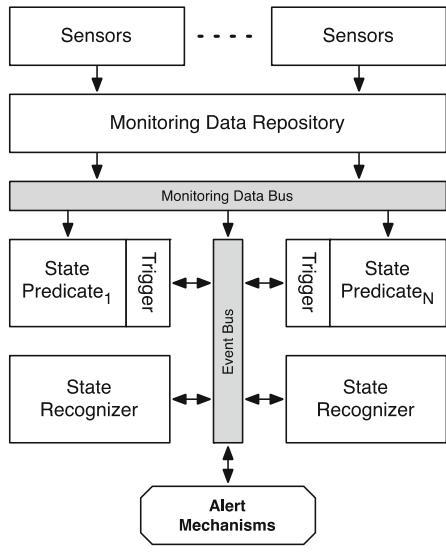 Sensors
Sensors
Monitoring Data Repository
Monitoring Data Bus
State
Predicate1
Trigger
Event Bus
Trigger
State
PredicateN
State
Recognizer
State
Recognizer
Alert
Mechanisms